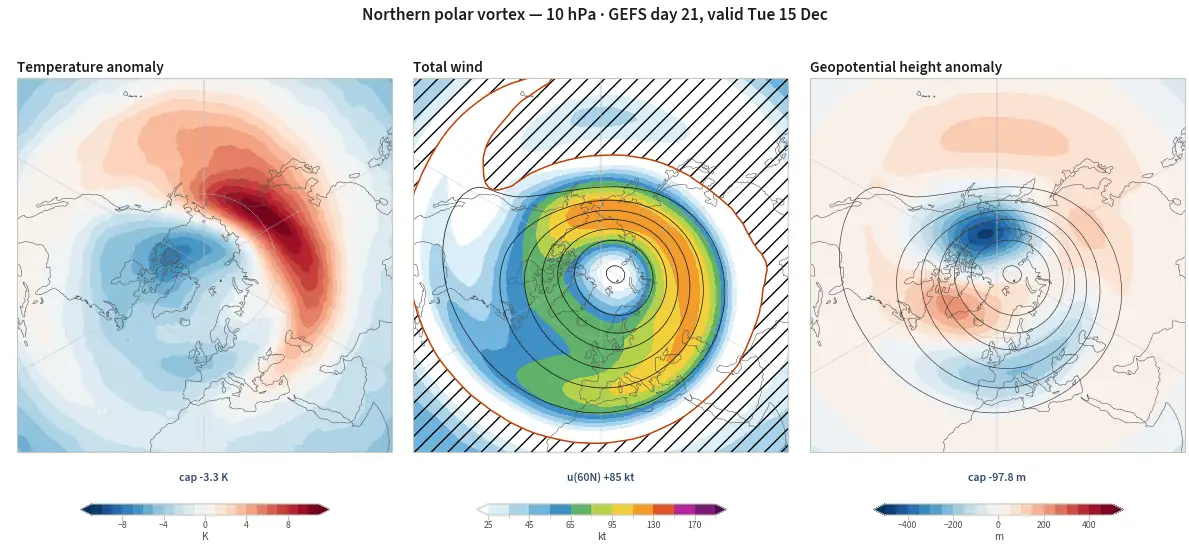 Northern polar vortex — 10 hPa · GEFS day 21, valid Tue 15 Dec
Temperature anomaly
Total wind
Geopotential height anomaly
cap -3.3 K
u(60N) +85 kt
cap -97.8 m
−8 −4 0 4 8
K
25 45 65 95 130 170
kt
−400 −200 0 200 400
m